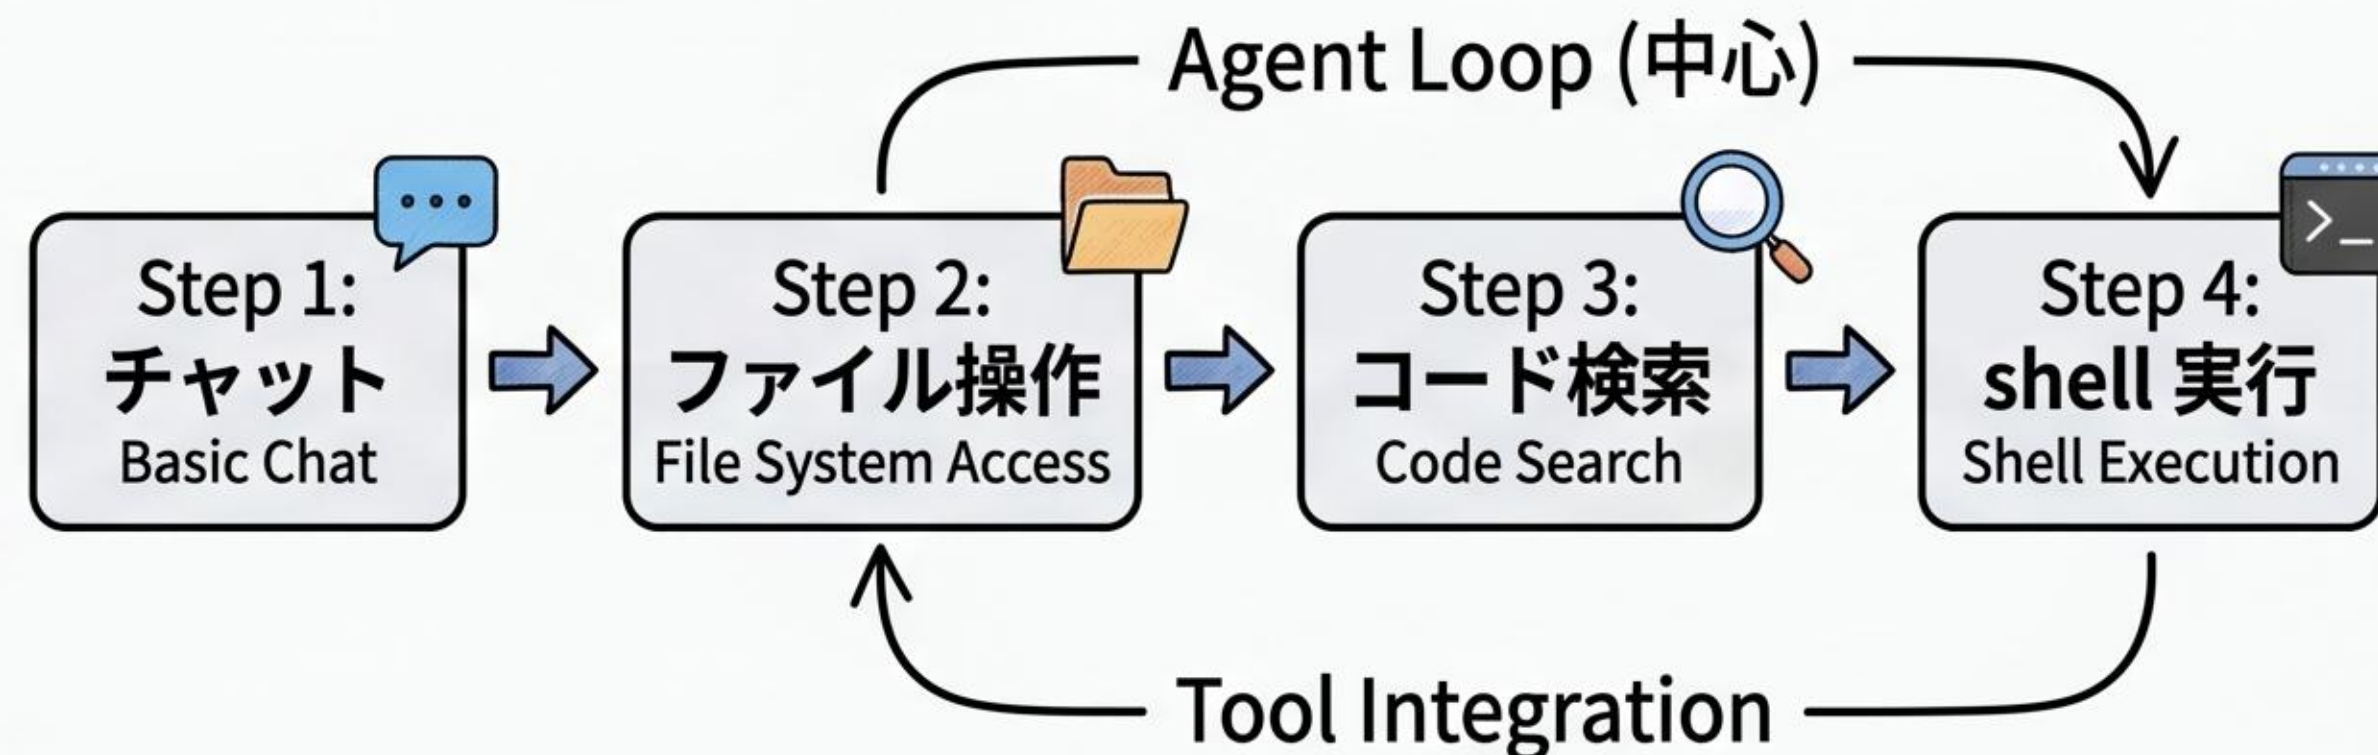 Agent Loop (中心)
Step 1:
チャット
Basic Chat
Step 2:
ファイル操作
File System Access
Step 3:
コード検索
Code Search
Step 4:
shell 実行
Shell Execution
>_
Tool Integration